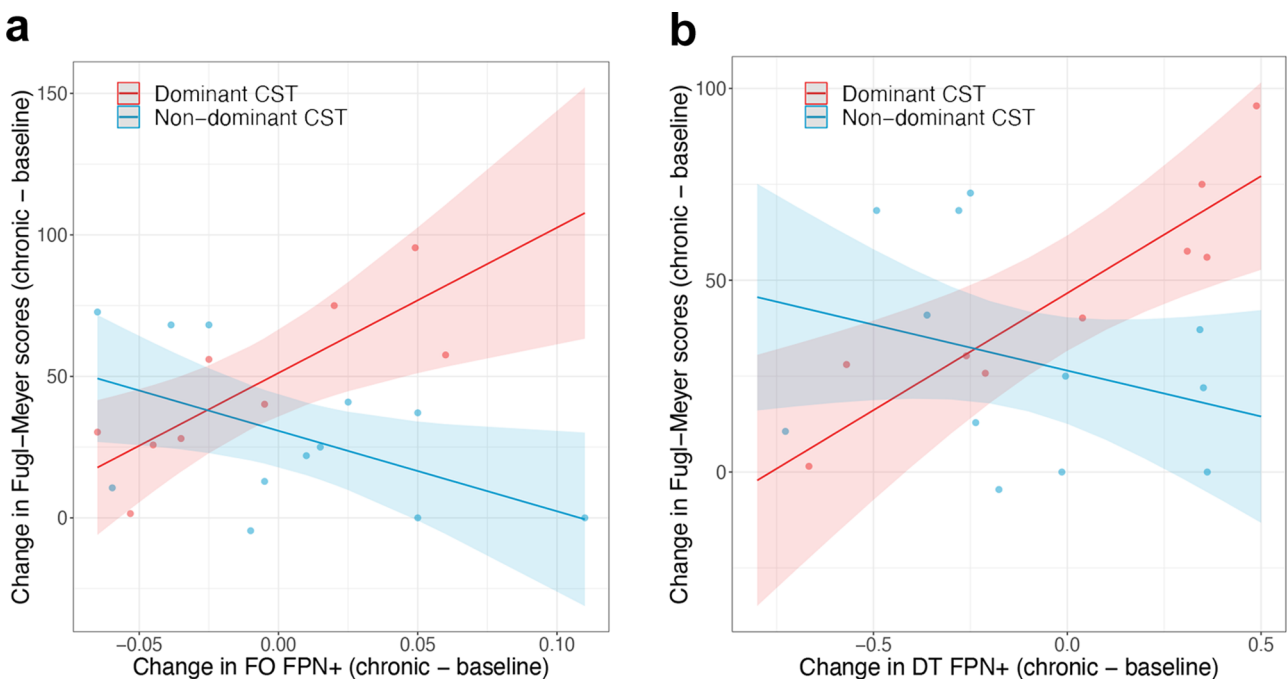 a
Change in Fugl−Meyer scores (chronic − baseline)
150
100
50
0
Dominant CST
Non−dominant CST
−0.05
0.00
0.05
0.10
Change in FO FPN+ (chronic − baseline)
b
Change in Fugl−Meyer scores (chronic − baseline)
100
50
0
Dominant CST
Non−dominant CST
−0.5
0.0
0.5
Change in DT FPN+ (chronic − baseline)